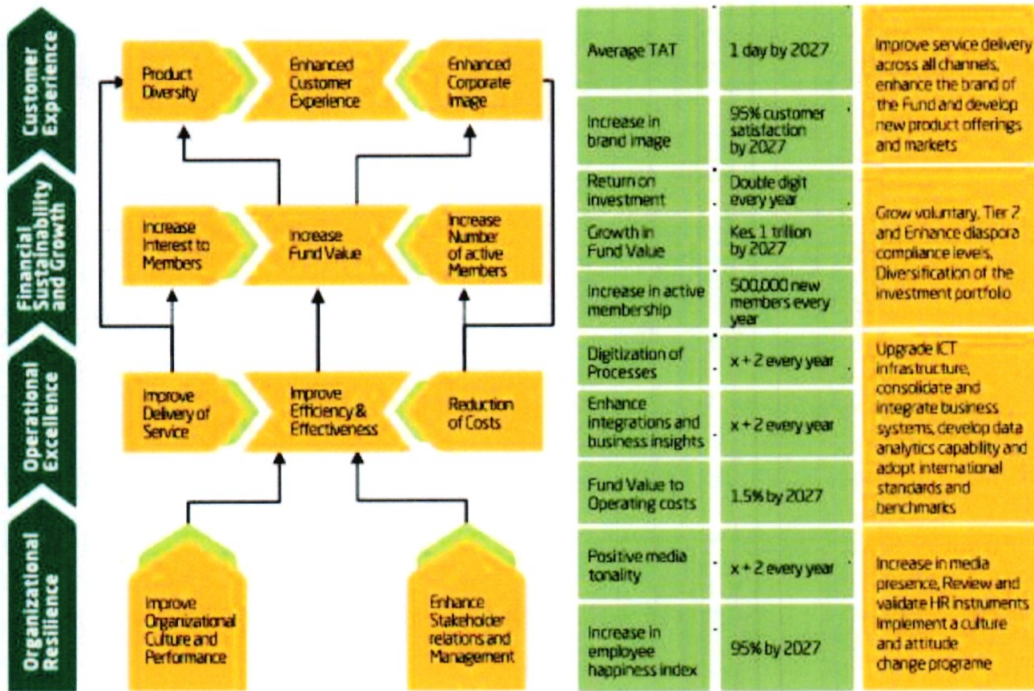 Customer
Experience
Product
Diversity
Enhanced
Customer
Experience
Enhanced
Corporate
Image
Average TAT
1 day by 2027
Increase in
brand image
95% customer
satisfaction
by 2027
Improve service delivery
across all channels,
enhance the brand of
the Fund and develop
new product offerings
and markets
Financial
Sustainability
and Growth
Increase
Interest to
Members
Increase
Fund Value
Increase
Number
of active
Members
Return on
investment
Double digit
every year
Growth in
Fund Value
Kes. 1 trillion
by 2027
Increase in active
membership
500,000 new
members every
year
Grow voluntary, Tier 2
and Enhance diaspora
compliance levels,
Diversification of the
investment portfolio
Operational
Excellence
Improve
Delivery of
Service
Improve
Efficiency &
Effectiveness
Reduction
of Costs
Digitization of
Processes
x + 2 every year
Enhance
integrations and
business insights
x + 2 every year
Fund Value to
Operating costs
1.5% by 2027
Upgrade ICT
infrastructure,
consolidate and
integrate business
systems, develop data
analytics capability and
adopt international
standards and
benchmarks
Organizational
Resilience
Improve
Organizational
Culture and
Performance
Enhance
Stakeholder
relations and
Management
Positive media
tonality
x + 2 every year
Increase in
employee
happiness index
95% by 2027
Increase in media
presence, Review and
validate HR instruments
Implement a culture
and attitude
change programe